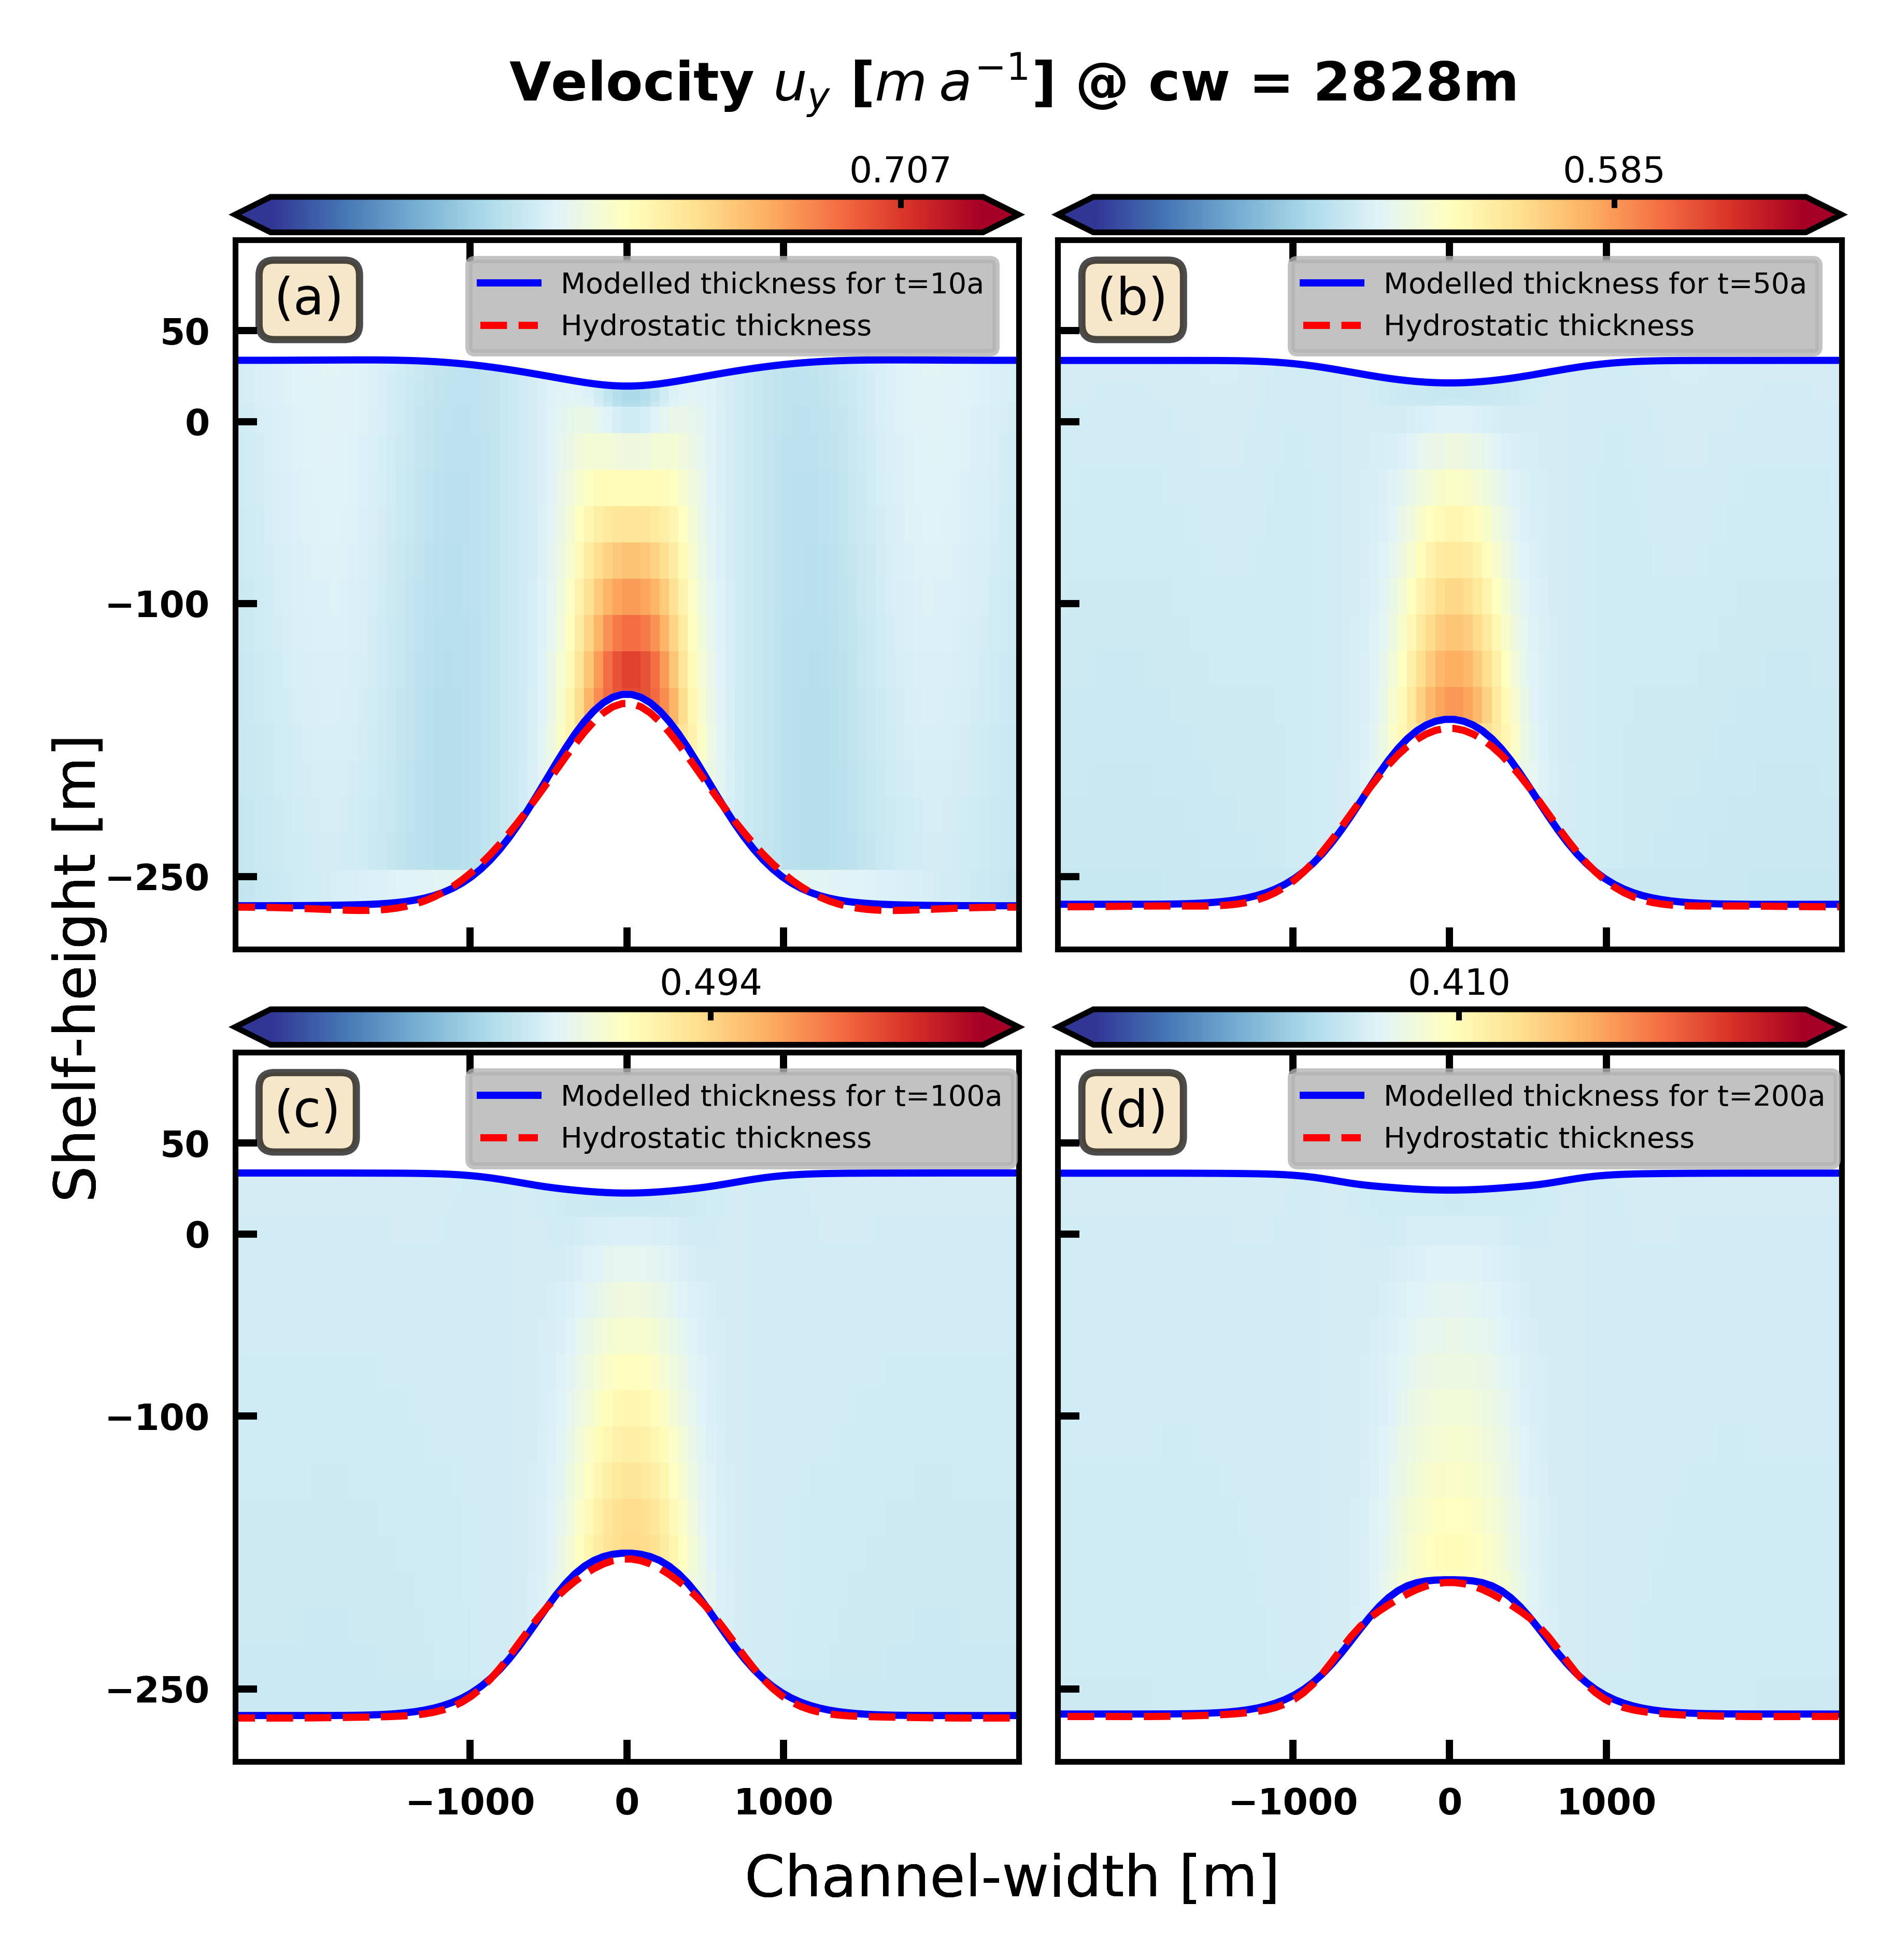 Velocity u_y [m a^{-1}] @ cw = 2828m
0.707
0.585
(a)
Modelled thickness for t=10a
Hydrostatic thickness
(b)
Modelled thickness for t=50a
Hydrostatic thickness
50
0
−100
−250
0.494
0.410
(c)
Modelled thickness for t=100a
Hydrostatic thickness
(d)
Modelled thickness for t=200a
Hydrostatic thickness
50
0
−100
−250
Shelf-height [m]
−1000 0 1000
−1000 0 1000
Channel-width [m]